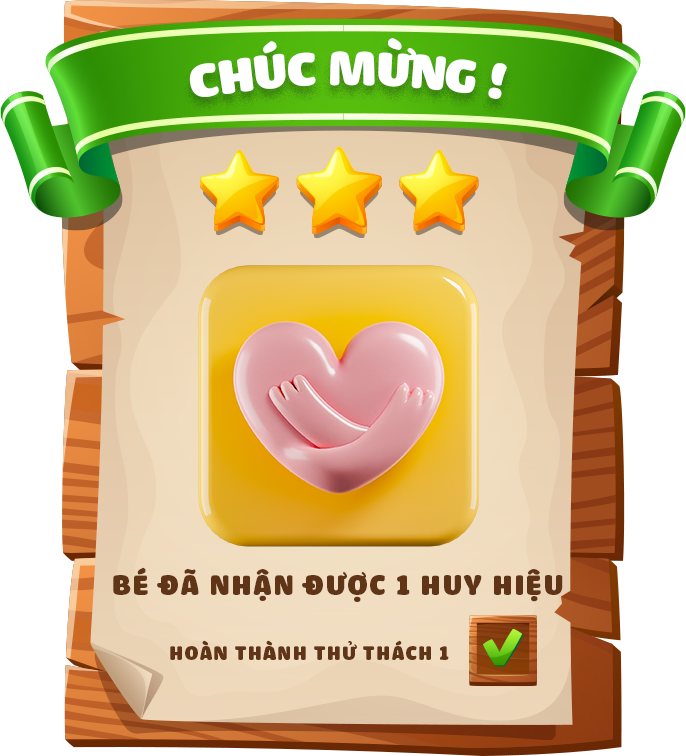 CHÚC MỪNG !
BÉ ĐÃ NHẬN ĐƯỢC 1 HUY HIỆU
HOÀN THÀNH THỬ THÁCH 1